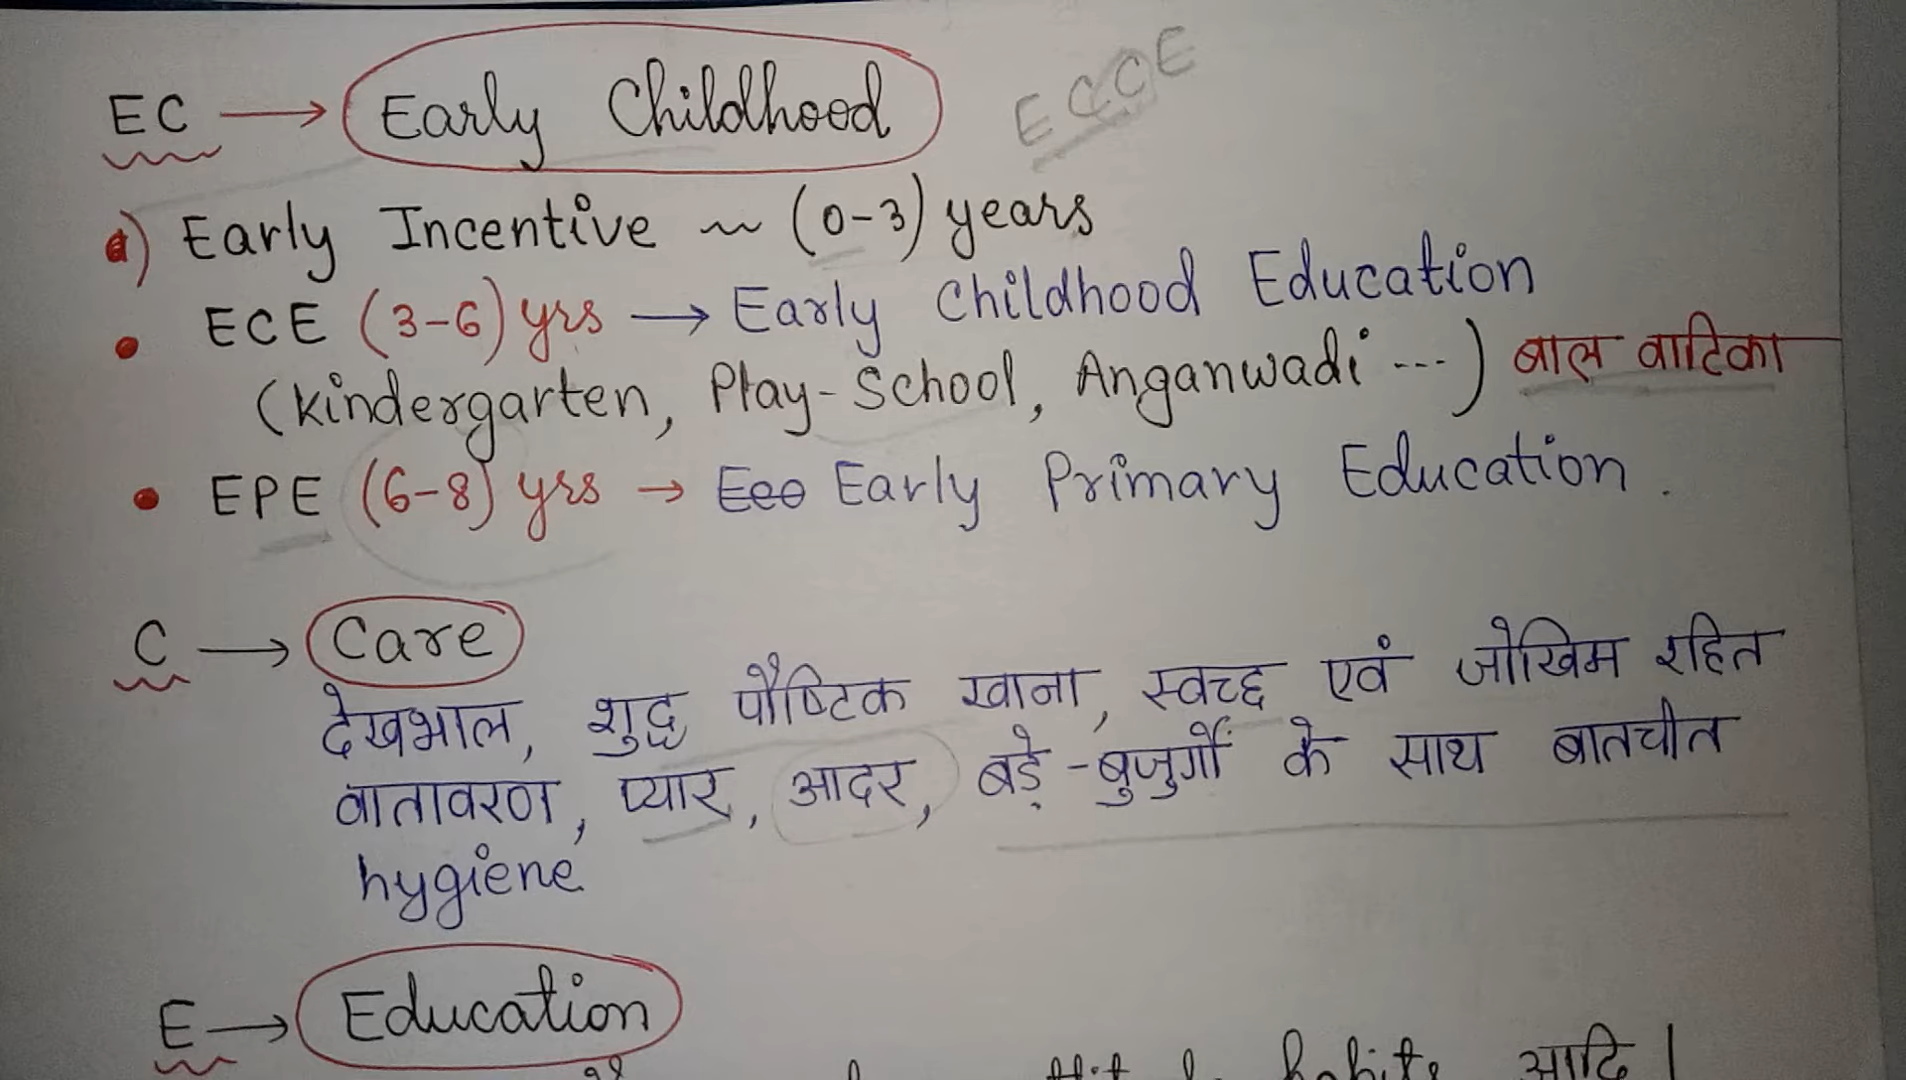 EC → Early Childhood ECCE
a) Early Incentive ~ (0-3) years
• ECE (3-6) yrs → Early Childhood Education
(kindergarten, Play-School, Anganwadi ---) बाल वाटिका
• EPE (6-8) yrs → Early Primary Education.
C → Care
देखभाल, शुद्ध पौष्टिक खाना, स्वच्छ एवं जोखिम रहित
वातावरण, प्यार, आदर, बड़े-बुजुर्गों के साथ बातचीत
hygiene
E → Education
habits आदि।